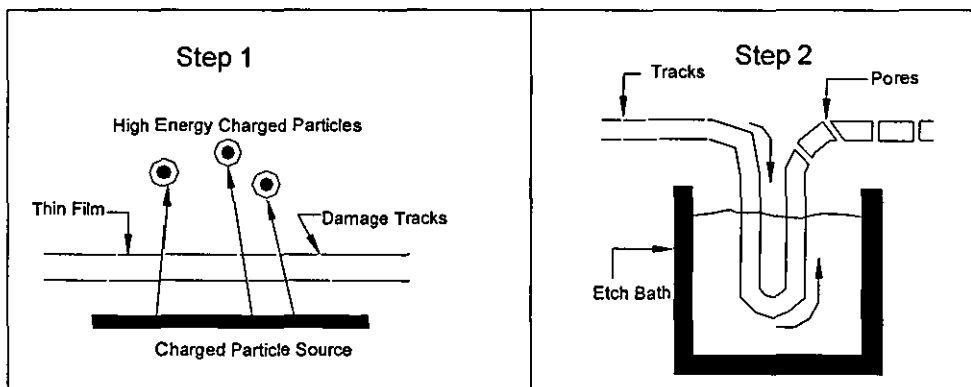 Step 1
High Energy Charged Particles
Thin Film
Damage Tracks
Charged Particle Source
Step 2
Tracks
Pores
Etch Bath